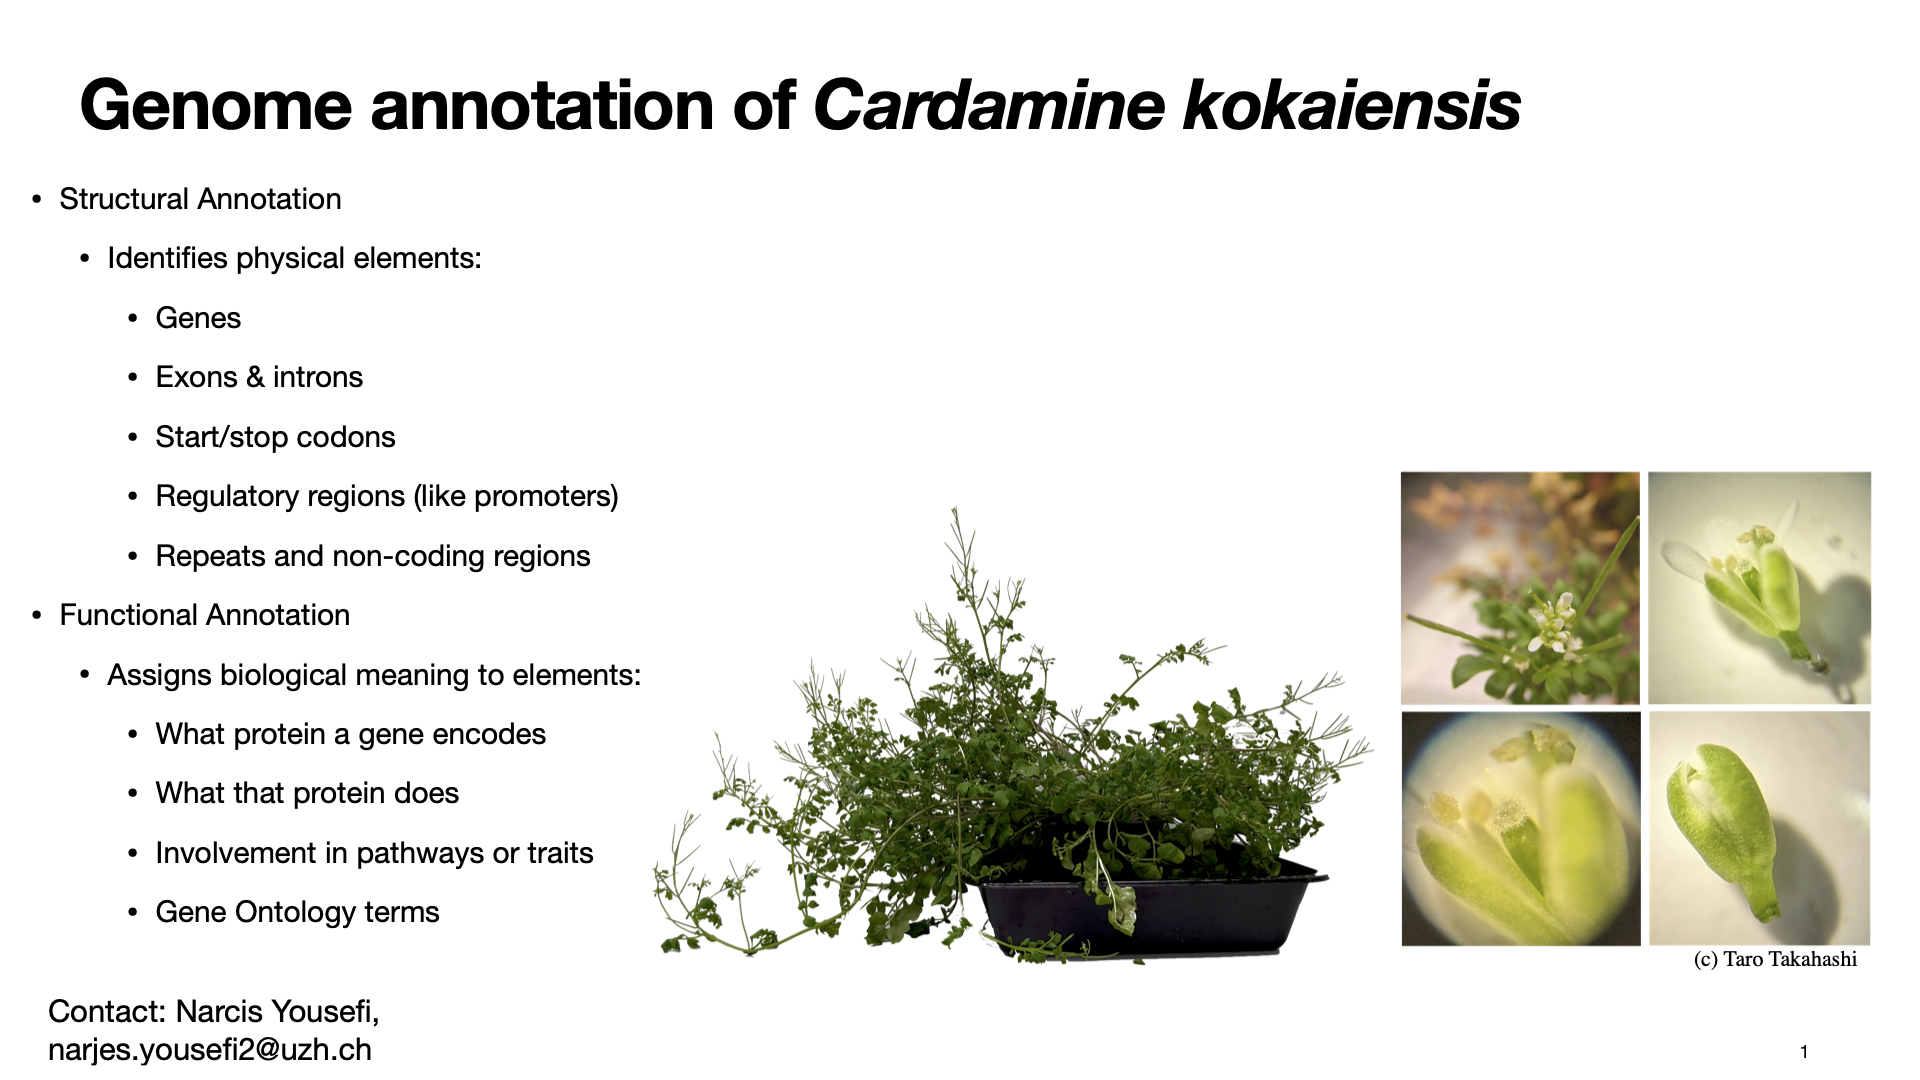 Genome annotation of Cardamine kokaiensis
• Structural Annotation
• Identifies physical elements:
• Genes
• Exons & introns
• Start/stop codons
• Regulatory regions (like promoters)
• Repeats and non-coding regions
• Functional Annotation
• Assigns biological meaning to elements:
• What protein a gene encodes
• What that protein does
• Involvement in pathways or traits
• Gene Ontology terms
(c) Taro Takahashi
Contact: Narcis Yousefi,
narjes.yousefi2@uzh.ch
1